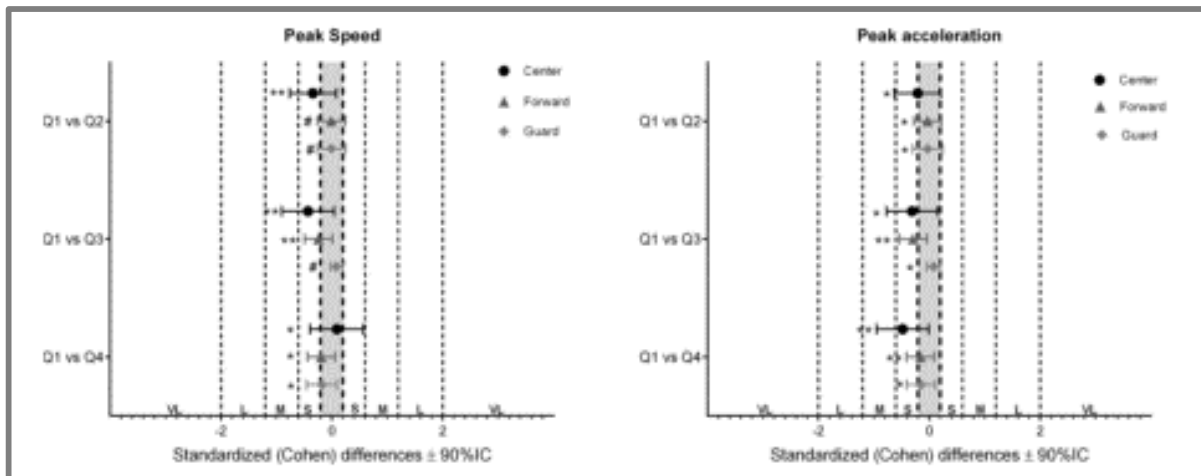 Peak Speed
Center
Forward
Guard
Q1 vs Q2
Q1 vs Q3
Q1 vs Q4
VL L M S S M L VL
-2 0 2
Standardized (Cohen) differences ± 90%IC
Peak acceleration
Center
Forward
Guard
Q1 vs Q2
Q1 vs Q3
Q1 vs Q4
VL L M S S M L VL
-2 0 2
Standardized (Cohen) differences ± 90%IC